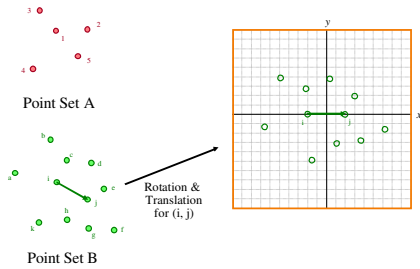 3
2
1
5
4
Point Set A
b
c
d
a
i
e
j
h
k
g
f
Point Set B
Rotation &
Translation
for (i, j)
y
x
i
j